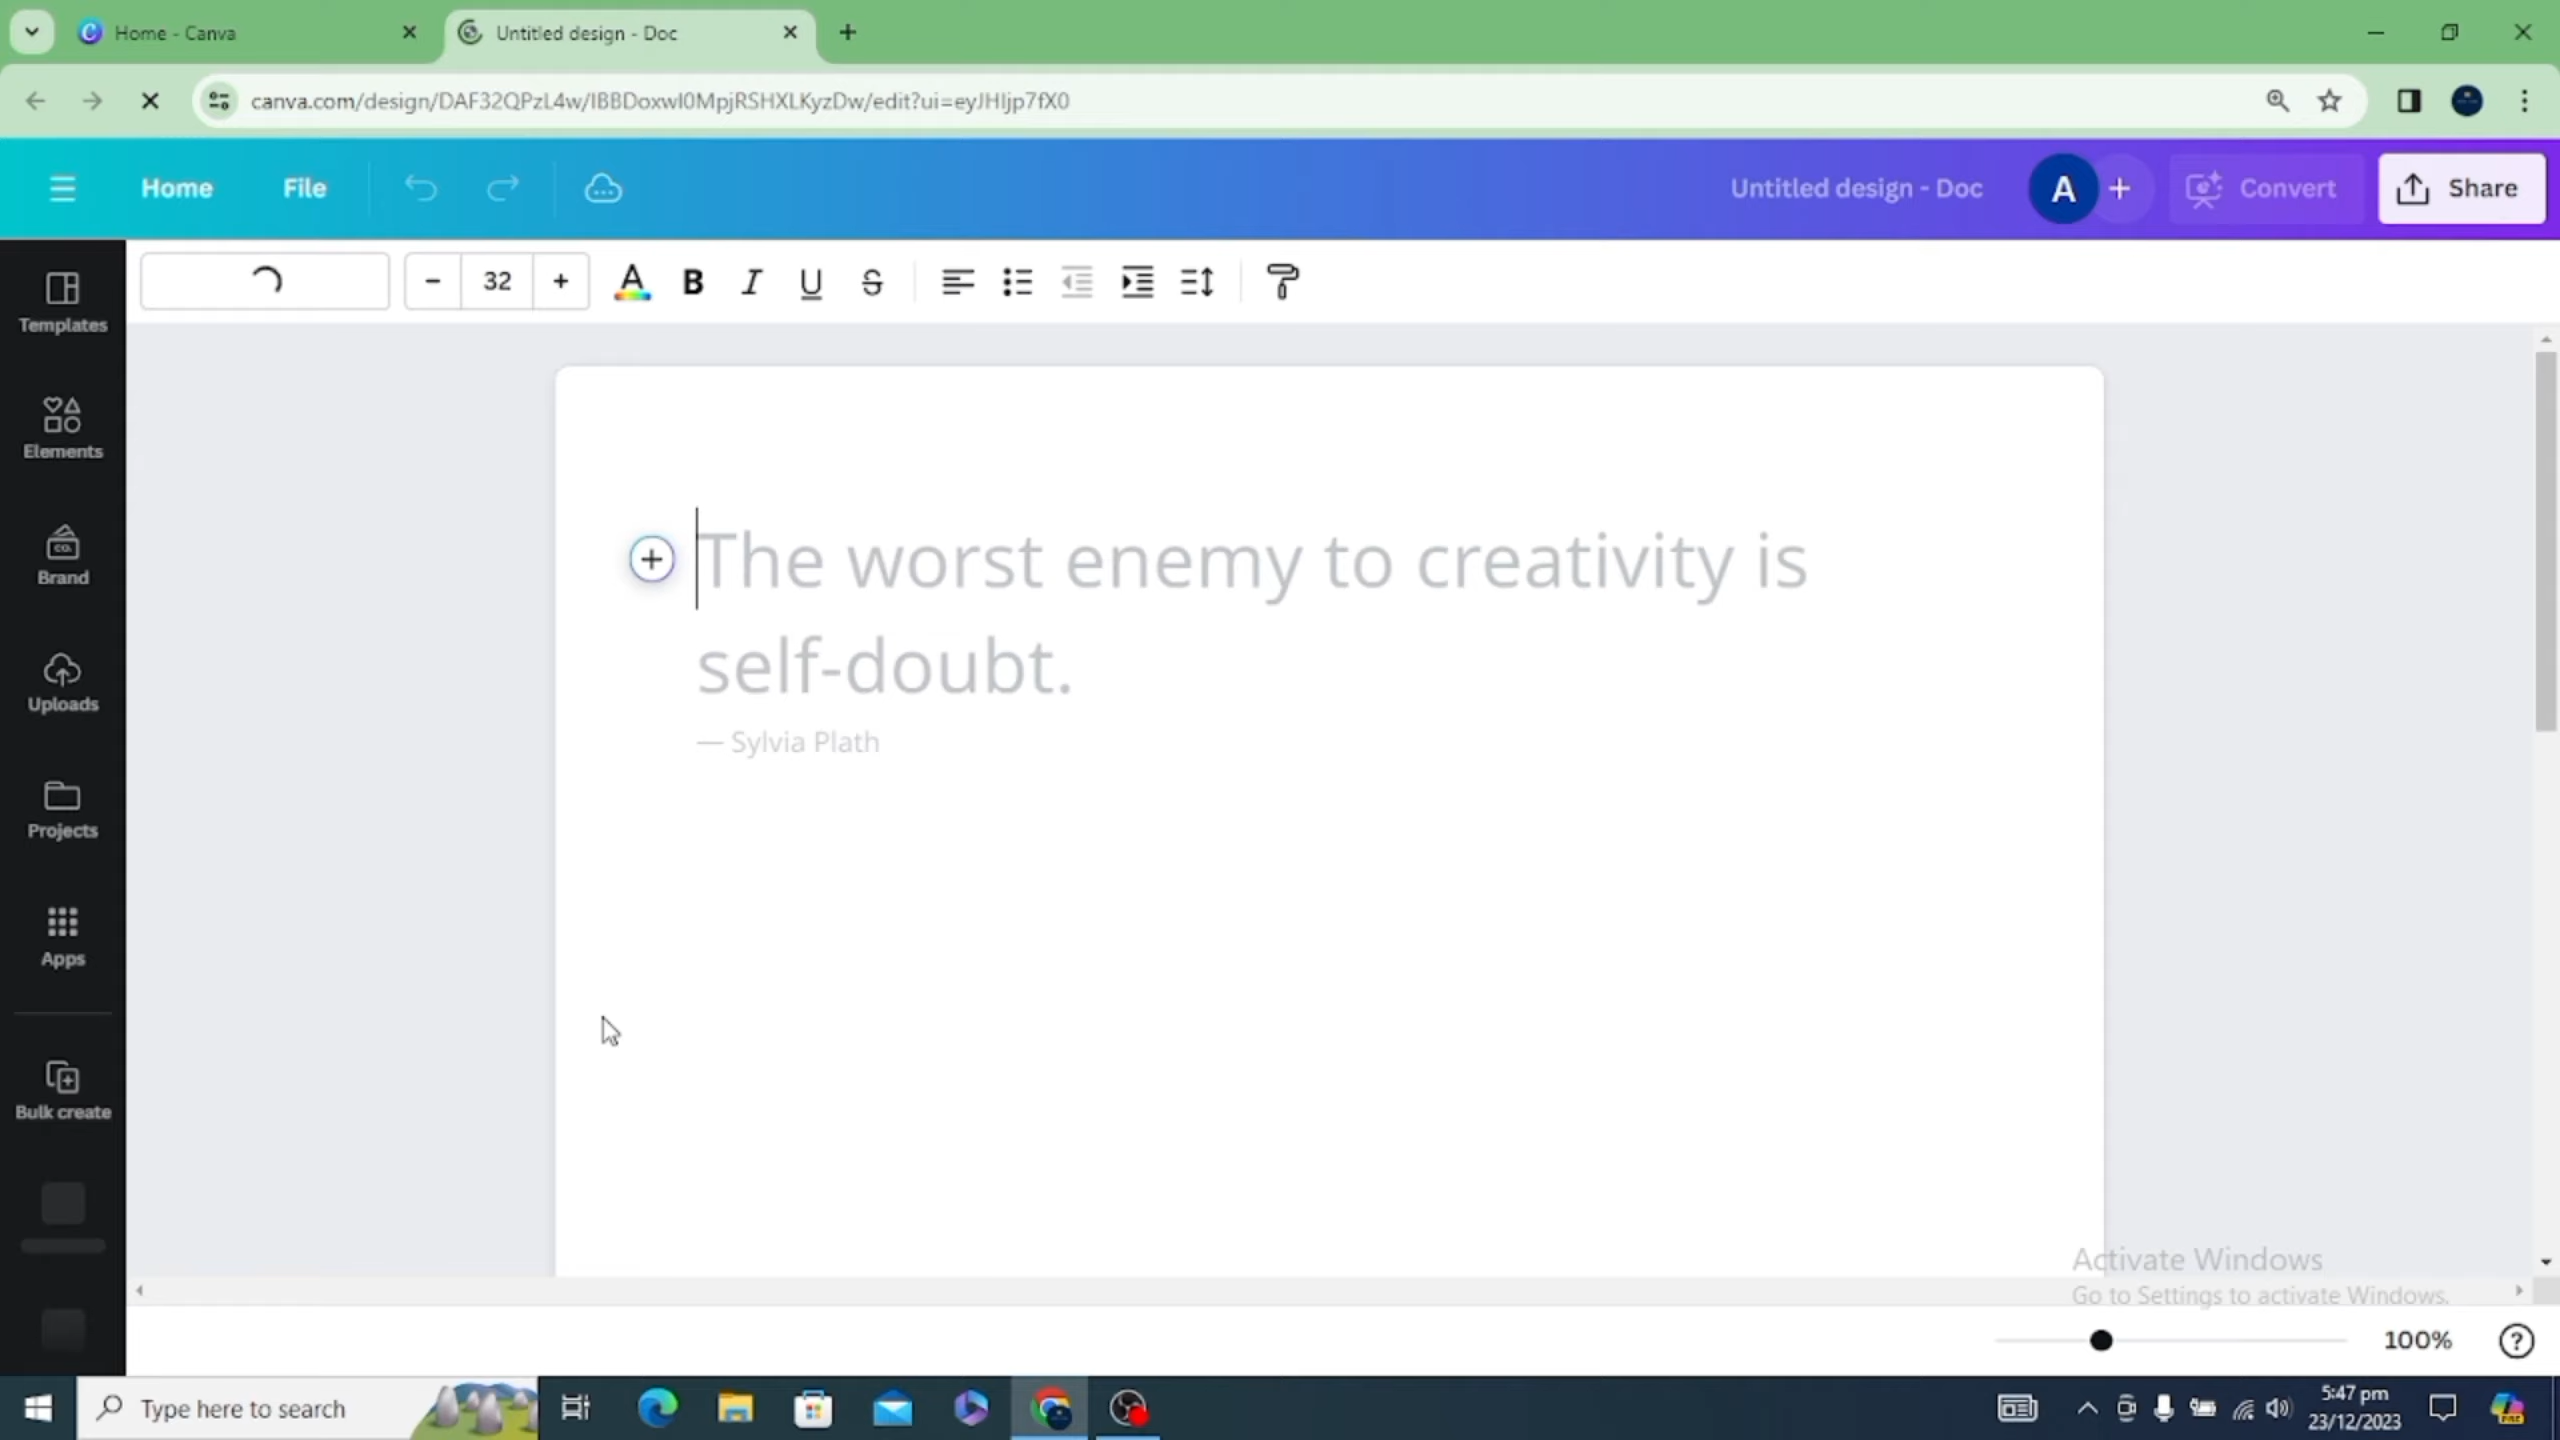 Home - Canva
Untitled design - Doc
canva.com/design/DAF32QPzL4w/IBBDoxwI0MpjRSHXLKyzDw/edit?ui=eyJHIjp7fX0
Home
File
Untitled design - Doc
A
Convert
Share
32
A
B
I
U
S
Templates
Elements
CO.
Brand
Uploads
Projects
Apps
Bulk create
The worst enemy to creativity is
self-doubt.
— Sylvia Plath
Activate Windows
Go to Settings to activate Windows.
100%
Type here to search
5:47 pm
23/12/2023